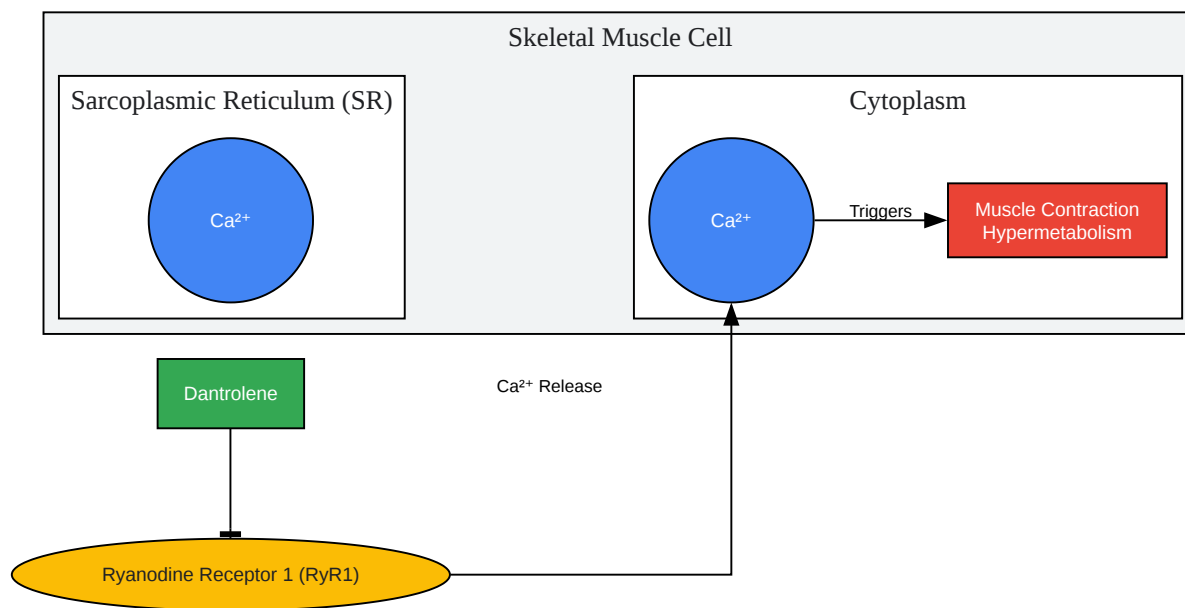 Skeletal Muscle Cell
Sarcoplasmic Reticulum (SR)
Cytoplasm
Ca²⁺
Ca²⁺
Triggers
Muscle Contraction
Hypermetabolism
Dantrolene
Ca²⁺ Release
Ryanodine Receptor 1 (RyR1)